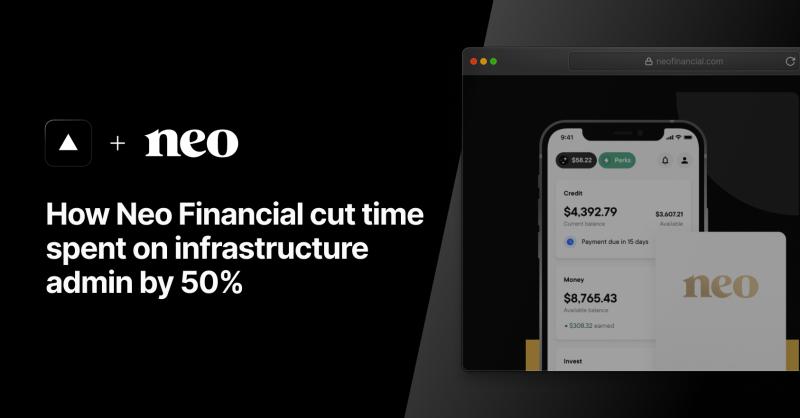 + neo
How Neo Financial cut time
spent on infrastructure
admin by 50%
neofinancial.com
9:41
$58.22 Perks
Credit
$4,392.79 $3,607.21
Current balance Available
Payment due in 15 days
neo
Money
$8,765.43
Available balance
+ $308.32 earned
Invest